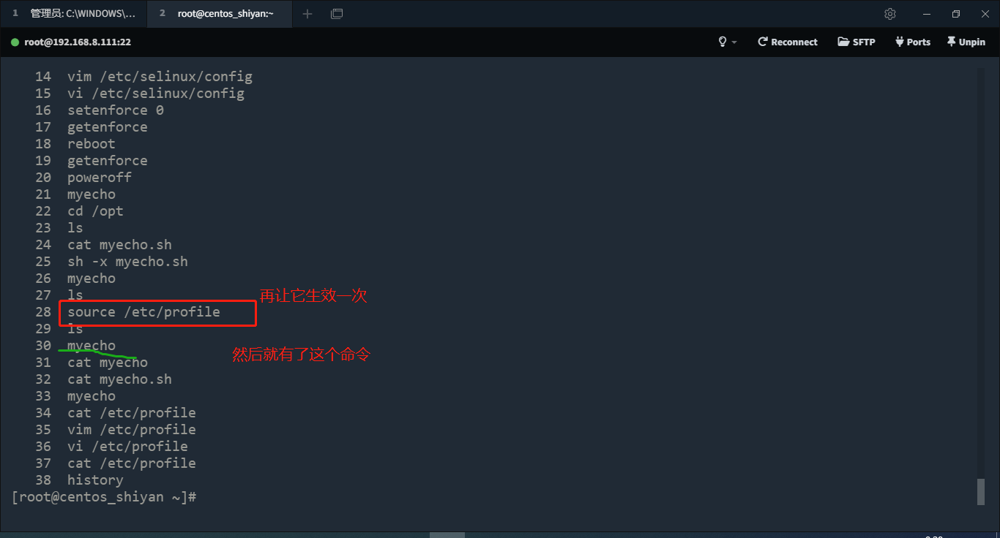 1 管理员: C:\WINDOWS\...
2 root@centos_shiyan:~
root@192.168.8.111:22
Reconnect
SFTP
Ports
Unpin
14 vim /etc/selinux/config
15 vi /etc/selinux/config
16 setenforce 0
17 getenforce
18 reboot
19 getenforce
20 poweroff
21 myecho
22 cd /opt
23 ls
24 cat myecho.sh
25 sh -x myecho.sh
26 myecho
27 ls
再让它生效一次
28 source /etc/profile
29 ls
30 myecho
然后就有了这个命令
31 cat myecho
32 cat myecho.sh
33 myecho
34 cat /etc/profile
35 vim /etc/profile
36 vi /etc/profile
37 cat /etc/profile
38 history
[root@centos_shiyan ~]#